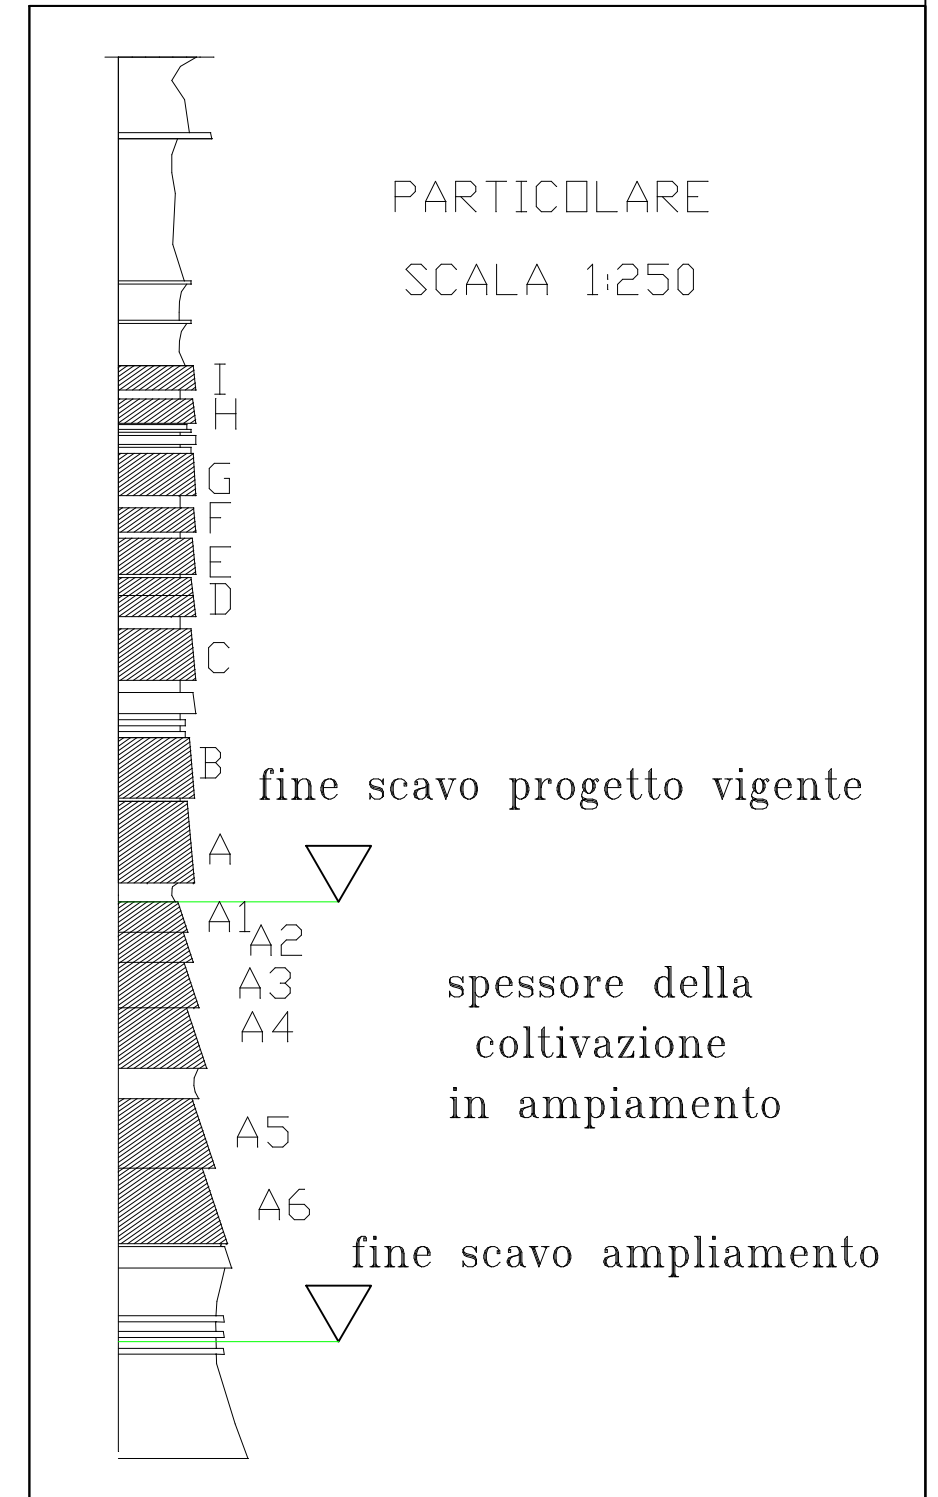 PARTICOLARE
SCALA 1:250
I
H
G
F
E
D
C
B
fine scavo progetto vigente
A
A1
A2
A3
spessore della
A4
coltivazione
in ampiamento
A5
A6
fine scavo ampliamento